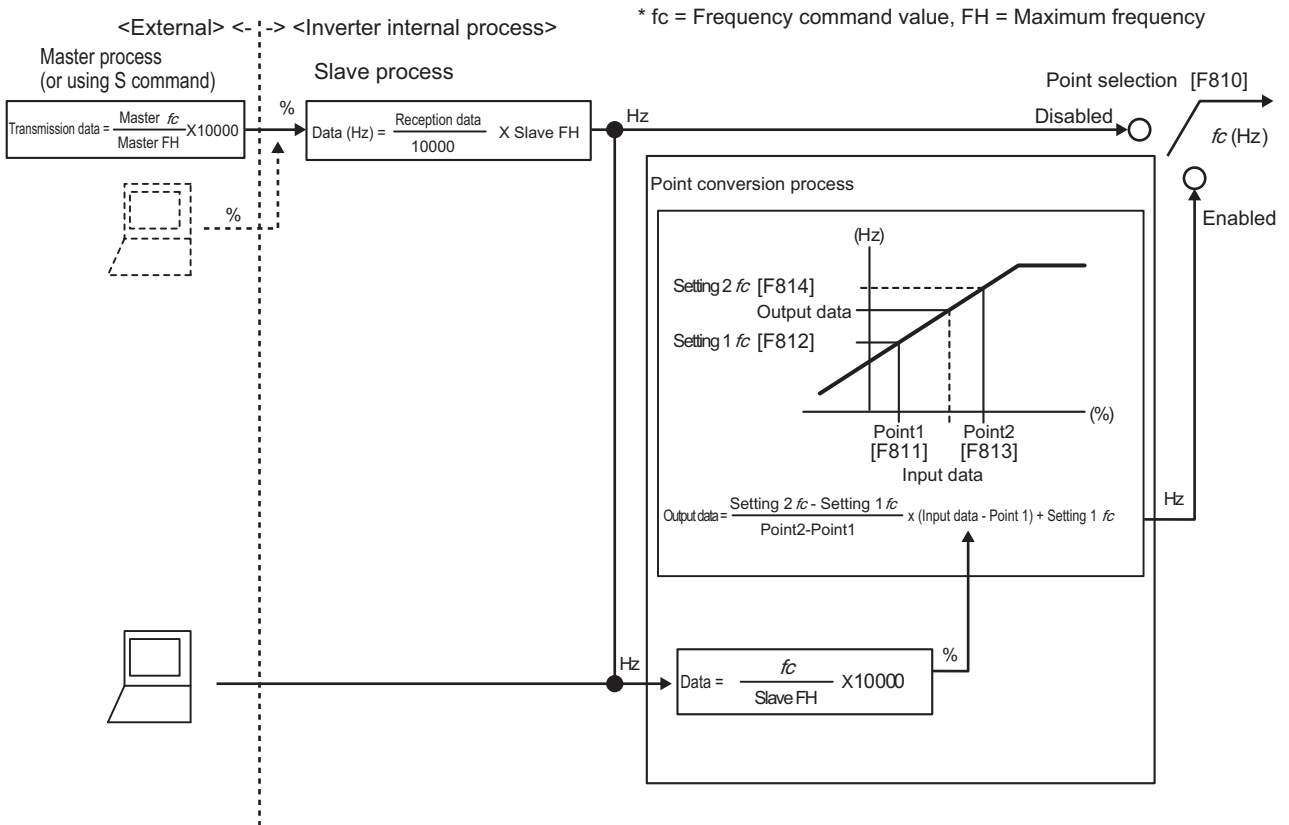 * fc = Frequency command value, FH = Maximum frequency
<External> <- -> <Inverter internal process>
Master process
(or using S command)
Slave process
Point selection [F810]
Transmission data = Master fc / Master FH X10000
%
Data (Hz) = Reception data / 10000 X Slave FH
Hz
Disabled
fc (Hz)
%
Enabled
Point conversion process
(Hz)
Setting 2 fc [F814]
Output data
Setting 1 fc [F812]
(%)
Point1 Point2
[F811] [F813]
Input data
Output data = Setting 2 fc - Setting 1 fc / Point2-Point1 x (Input data - Point 1) + Setting 1 fc
Hz
Hz
Data = fc / Slave FH X10000
%